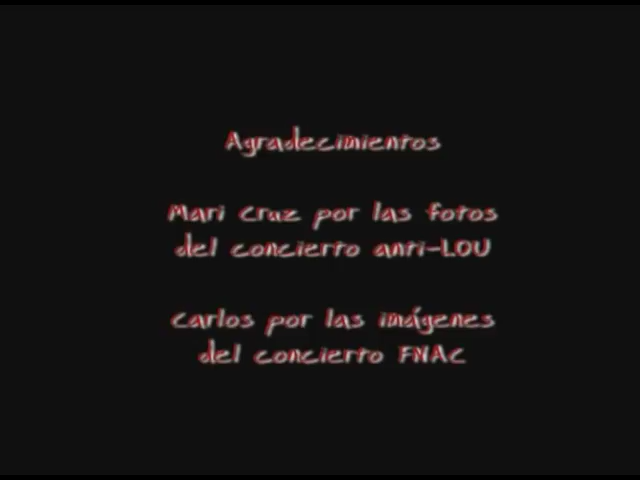 Agradecimientos
Mari Cruz por las fotos
del concierto anti-LOU
Carlos por las imágenes
del concierto FNAC